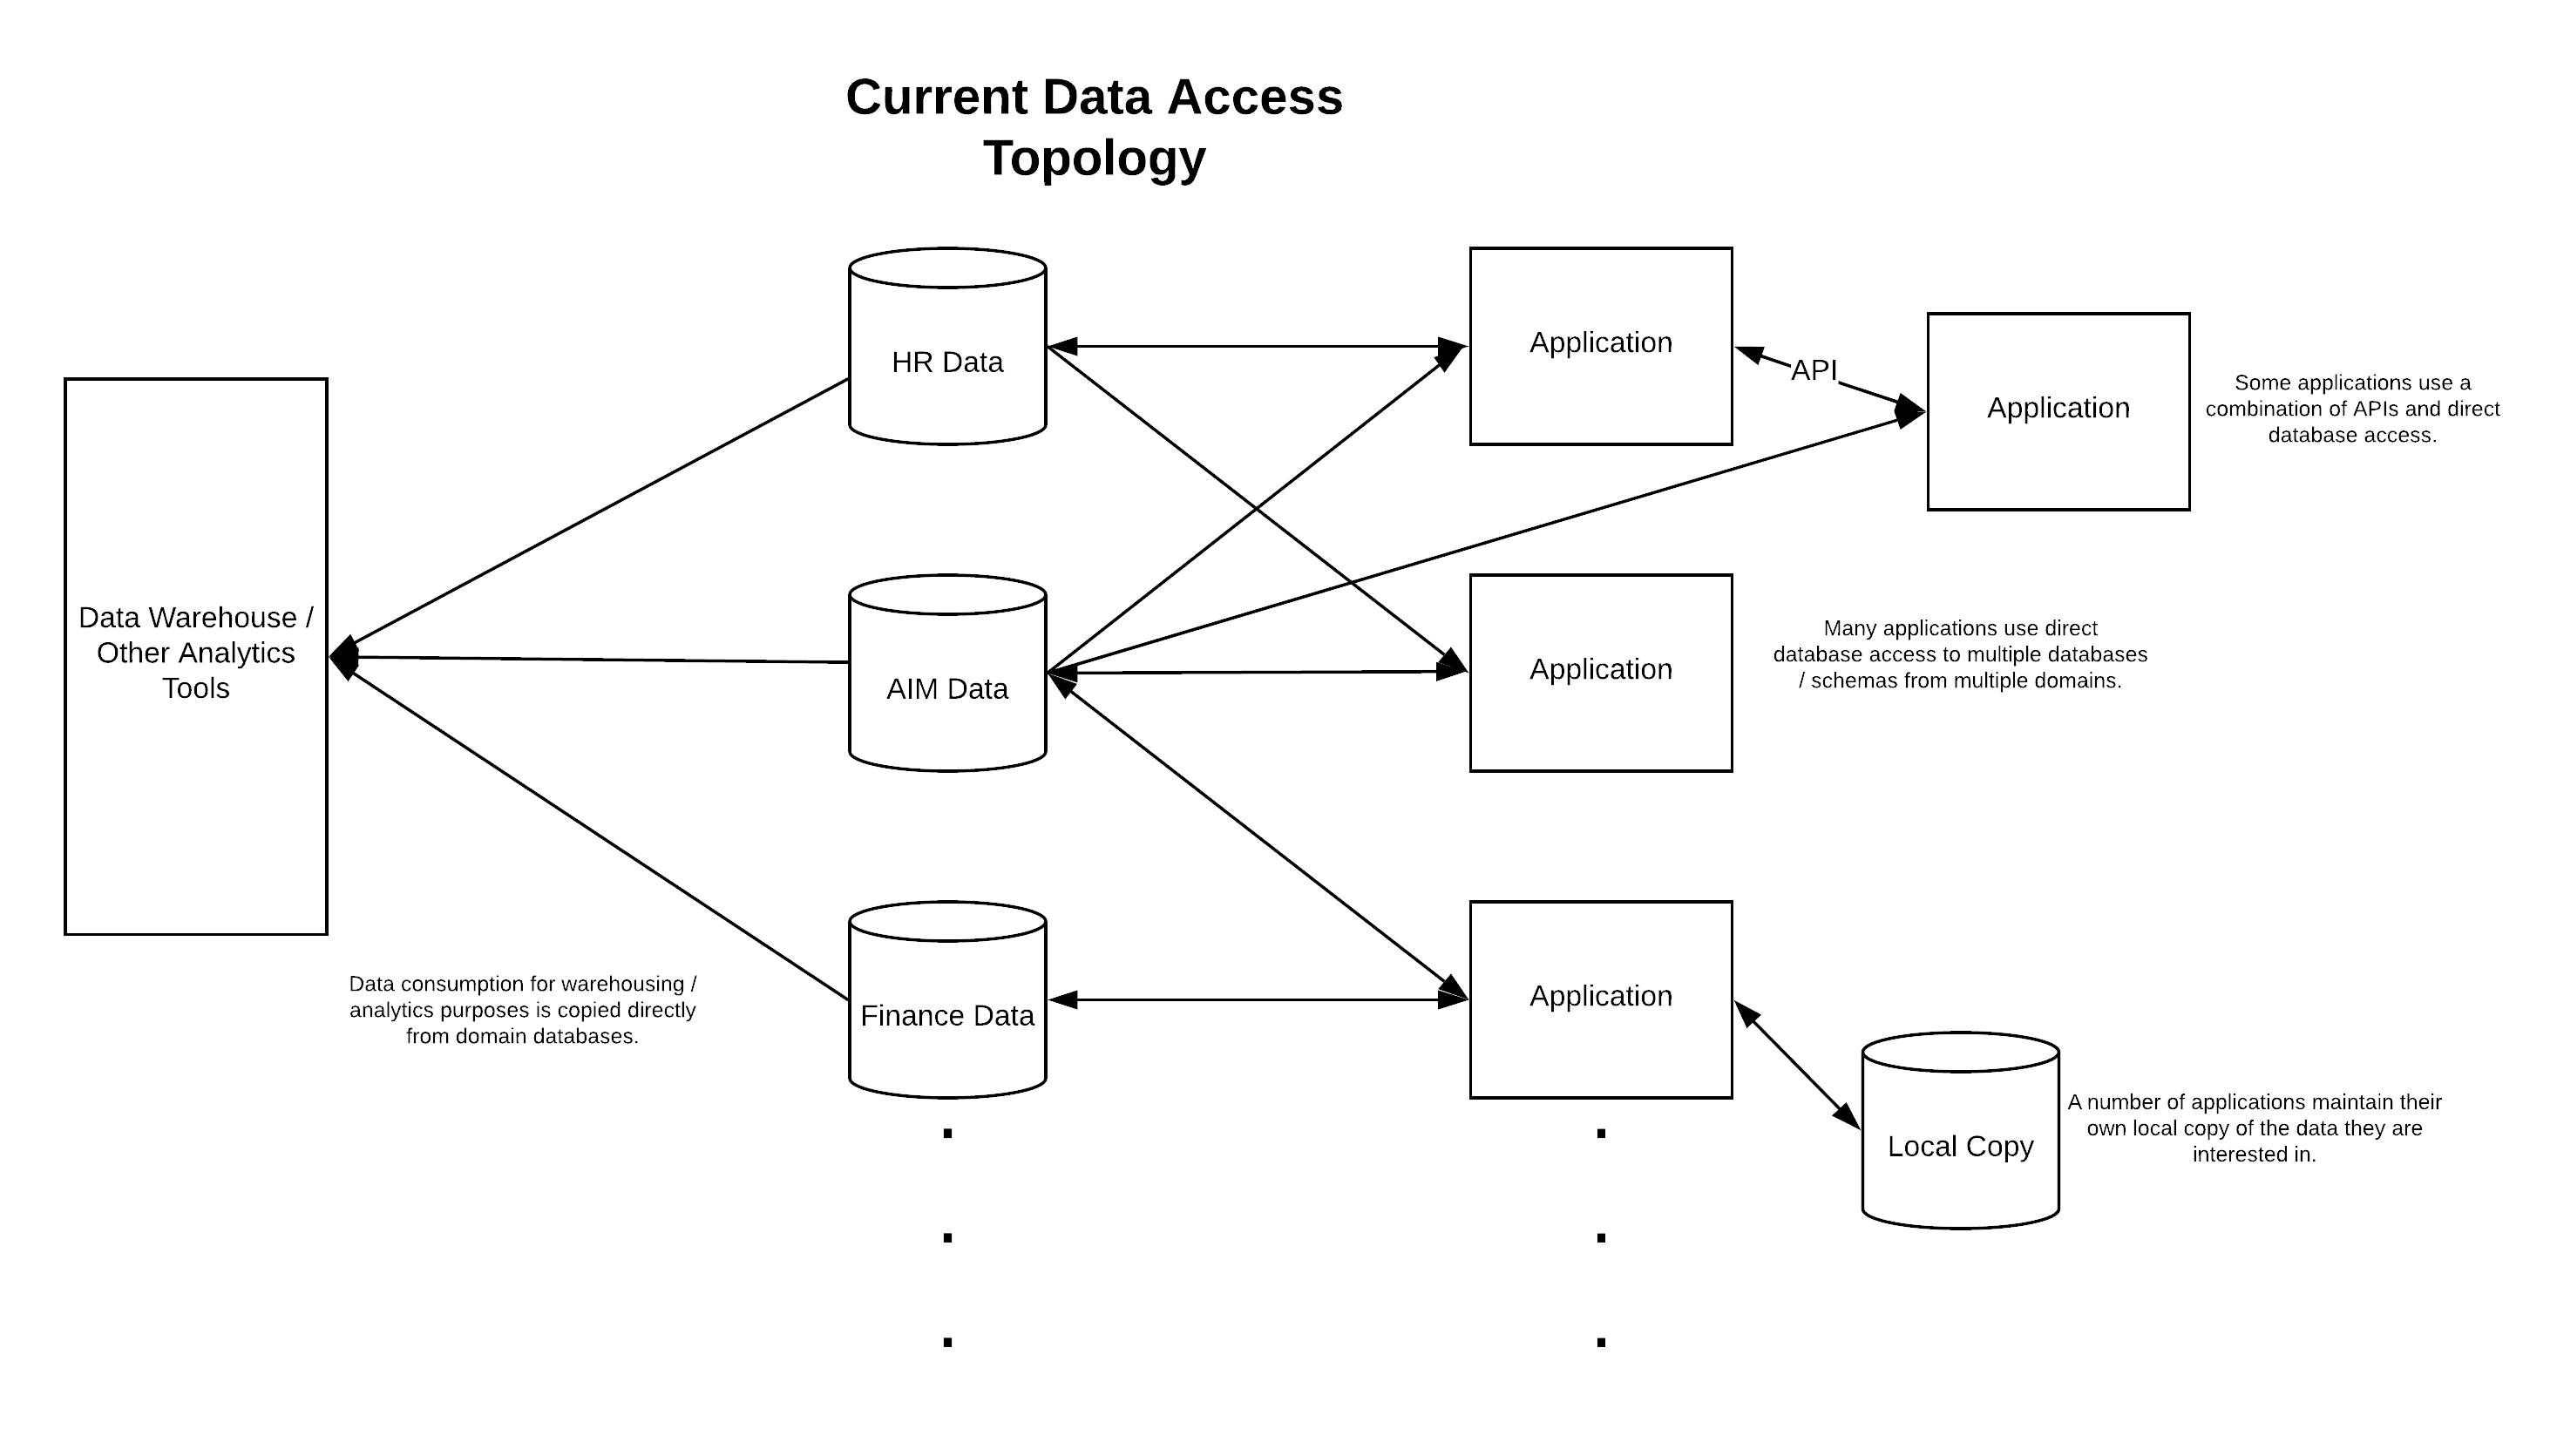 Current Data Access
Topology
HR Data
Application
API
Application
Some applications use a
combination of APIs and direct
database access.
Data Warehouse /
Other Analytics
Tools
AIM Data
Application
Many applications use direct
database access to multiple databases
/ schemas from multiple domains.
Data consumption for warehousing /
analytics purposes is copied directly
from domain databases.
Finance Data
Application
Local Copy
A number of applications maintain their
own local copy of the data they are
interested in.